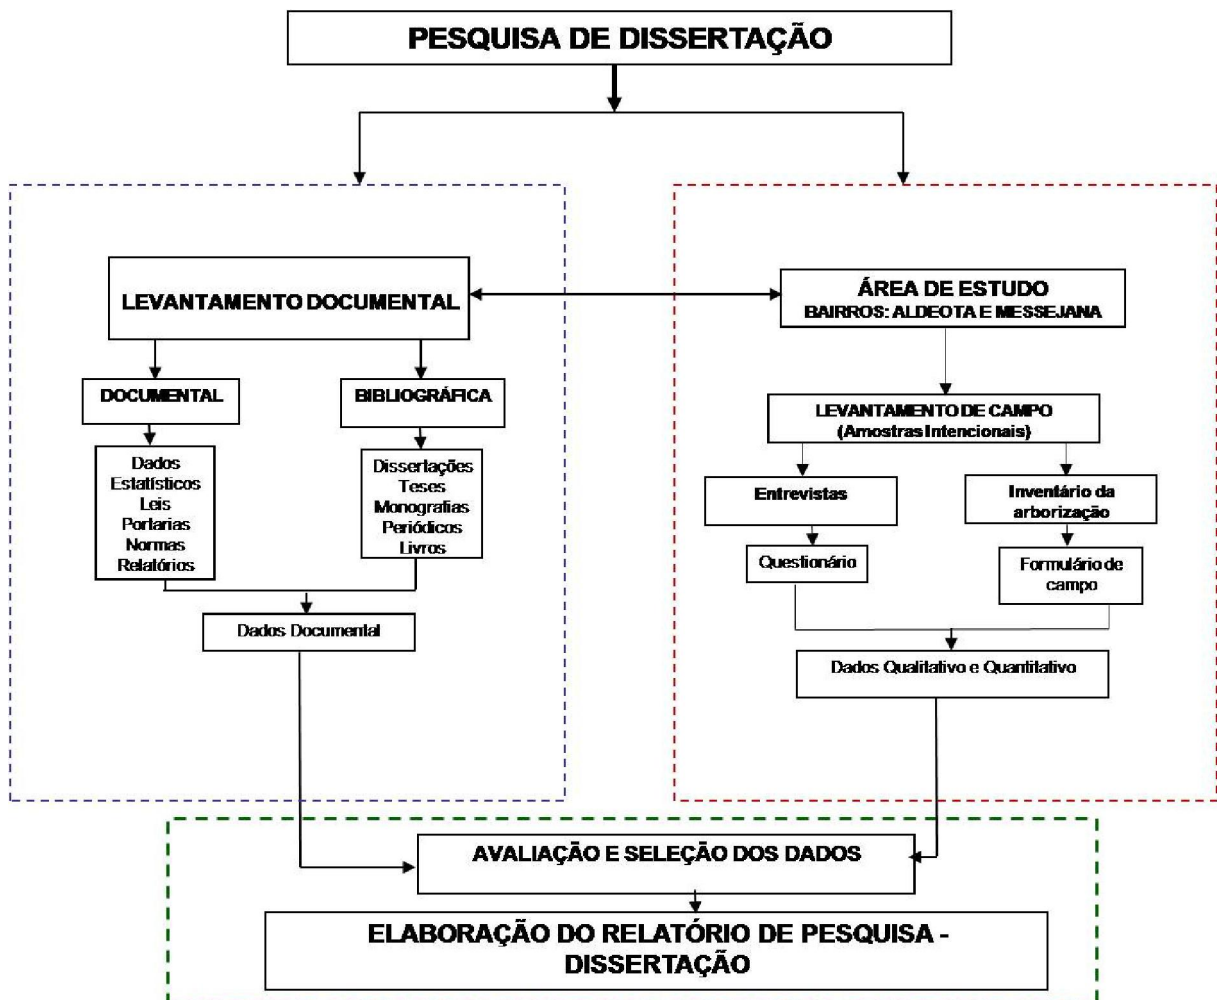 PESQUISA DE DISSERTAÇÃO
LEVANTAMENTO DOCUMENTAL
DOCUMENTAL
BIBLIOGRÁFICA
Dados
Estatísticos
Leis
Portarias
Normas
Relatórios
Dissertações
Teses
Monografias
Periódicos
Livros
Dados Documental
ÁREA DE ESTUDO
BAIRROS: ALDEOTA E MESSEJANA
LEVANTAMENTO DE CAMPO
(Amostras Intencionais)
Entrevistas
Questionário
Inventário da
arborização
Formulário de
campo
Dados Qualitativo e Quantitativo
AVALIAÇÃO E SELEÇÃO DOS DADOS
ELABORAÇÃO DO RELATÓRIO DE PESQUISA -
DISSERTAÇÃO